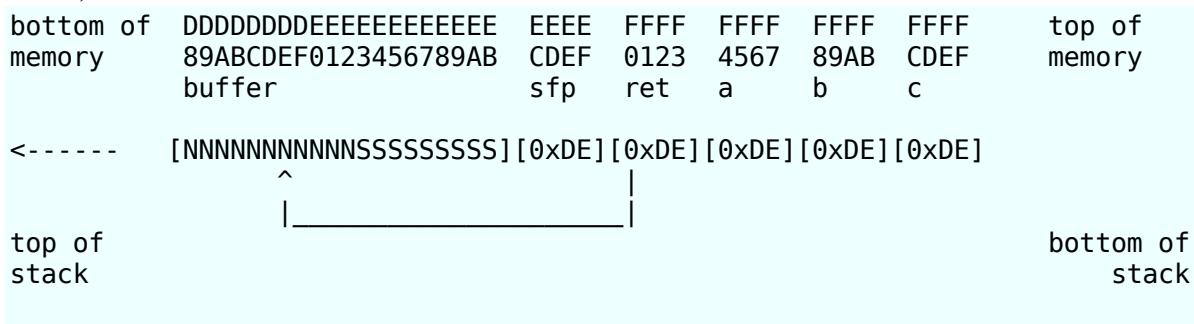 bottom of  DDDDDDDDEEEEEEEEEEEE  EEEE  FFFF  FFFF  FFFF  FFFF     top of
memory     89ABCDEF0123456789AB  CDEF  0123  4567  89AB  CDEF     memory
           buffer                sfp   ret   a     b     c
<------   [NNNNNNNNNNNSSSSSSSSS][0xDE][0xDE][0xDE][0xDE][0xDE]
                 ^                     |
                 |_____________________|
top of                                                            bottom of
stack                                                                 stack